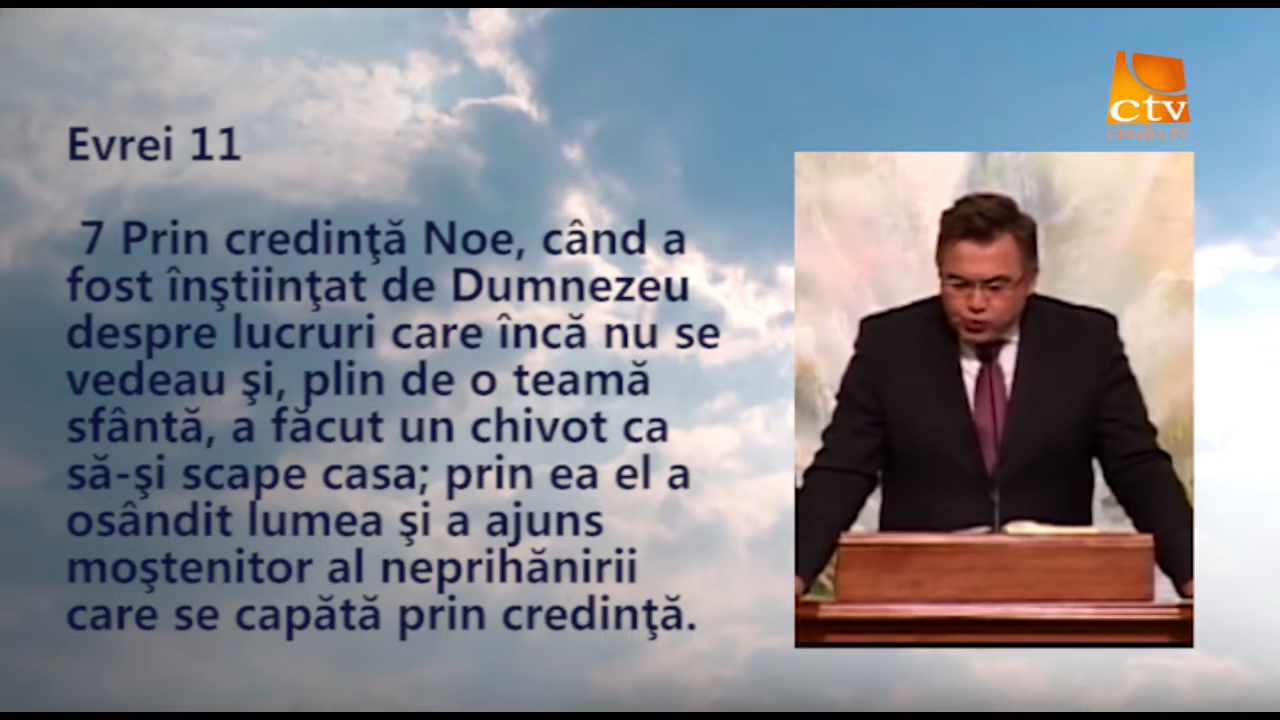 ctv
credo.tv
Evrei 11
7 Prin credinţă Noe, când a
fost înştiinţat de Dumnezeu
despre lucruri care încă nu se
vedeau şi, plin de o teamă
sfântă, a făcut un chivot ca
să-şi scape casa; prin ea el a
osândit lumea şi a ajuns
moştenitor al neprihănirii
care se capătă prin credinţă.